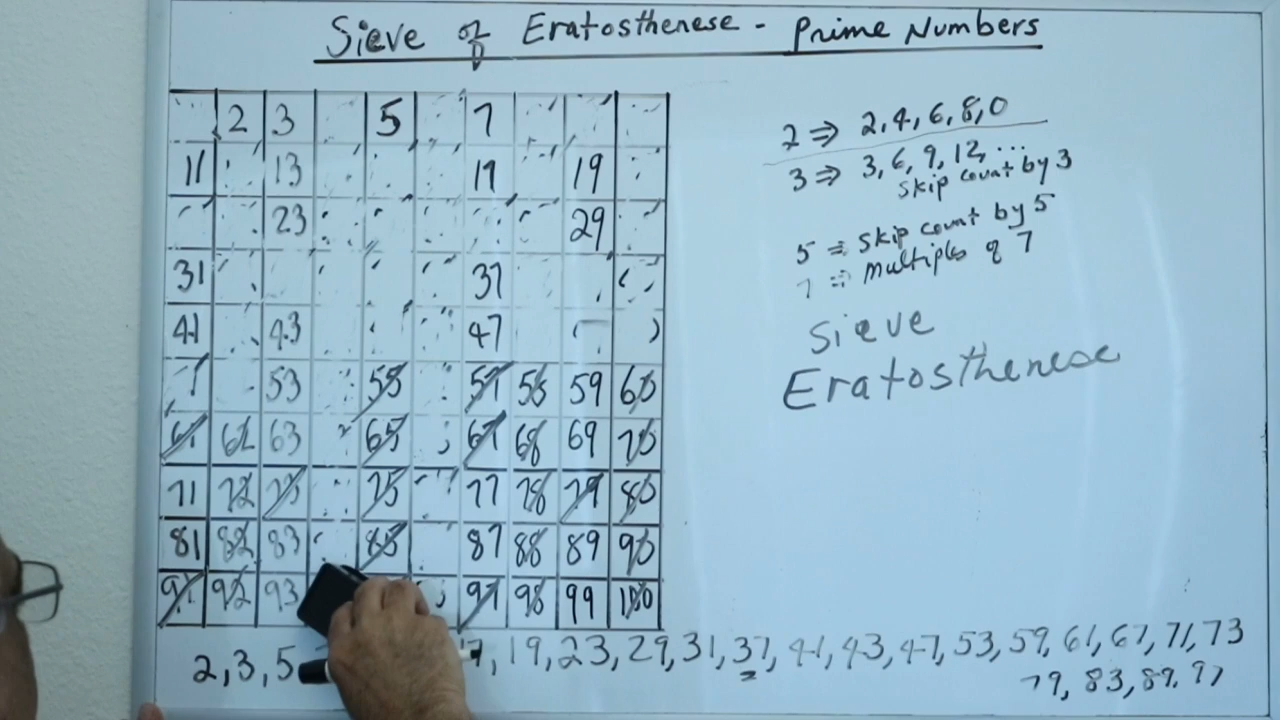 Sieve of Eratosthenese - Prime Numbers
2 3 5 7
11 13 19 19
23 29
31 37
41 43 47
53 55 57 58 59 60
61 62 63 65 67 68 69 70
71 72 73 75 77 78 79 80
81 82 83 85 87 88 89 90
91 92 93 97 98 99 100
2 ⇒ 2, 4, 6, 8, 0
3 ⇒ 3, 6, 9, 12, ...
skip count by 3
5 ⇒ skip count by 5
7 ⇒ multiples of 7
Sieve
Eratosthenese
2, 3, 5 17, 19, 23, 29, 31, 37, 41, 43, 47, 53, 59, 61, 67, 71, 73
79, 83, 89, 97